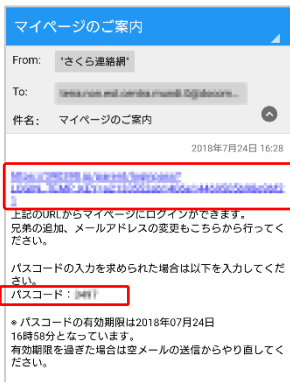 マイページのご案内
From: "さくら連絡網"
To:
件名: マイページのご案内
2018年7月24日 16:28
上記のURLからマイページにログインができます。
兄弟の追加、メールアドレスの変更もこちらから行ってく
ださい。
パスコードの入力を求められた場合は以下を入力してくだ
さい。
パスコード：
※ パスコードの有効期限は2018年07月24日
16時58分となっています。
有効期限を過ぎた場合は空メールの送信からやり直してく
ださい。